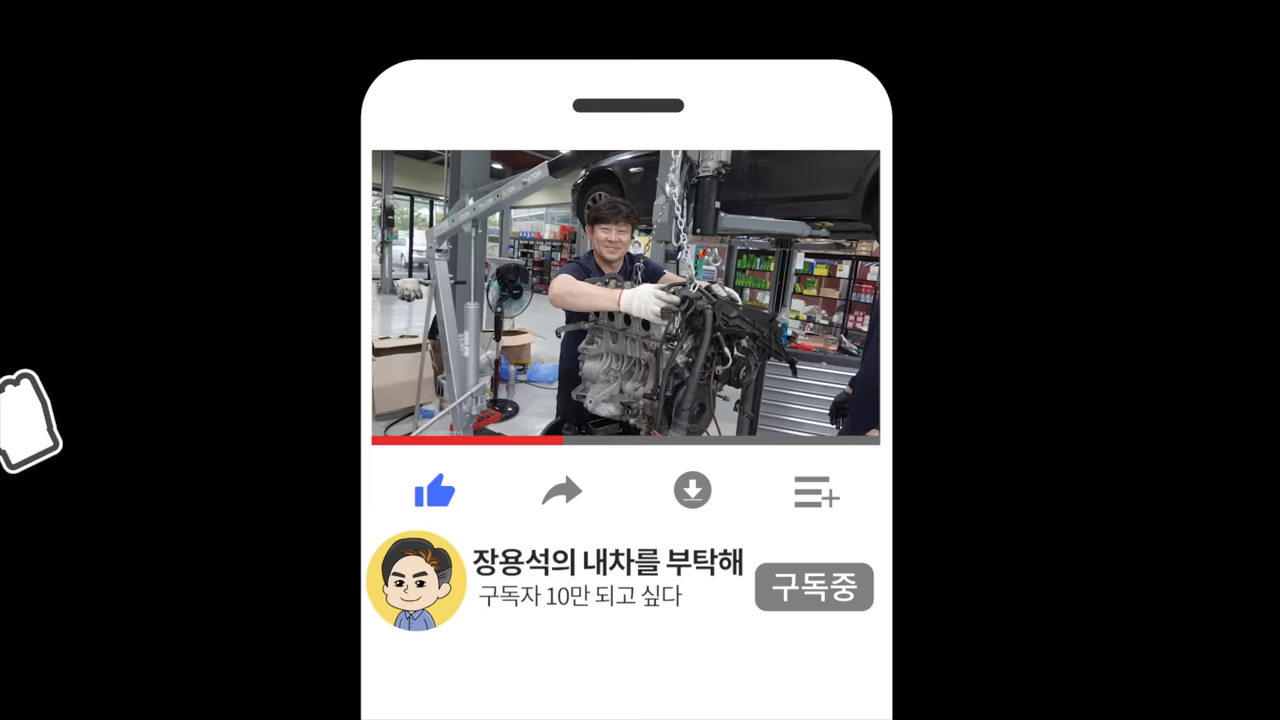 장용석의 내차를 부탁해
구독자 10만 되고 싶다
구독중